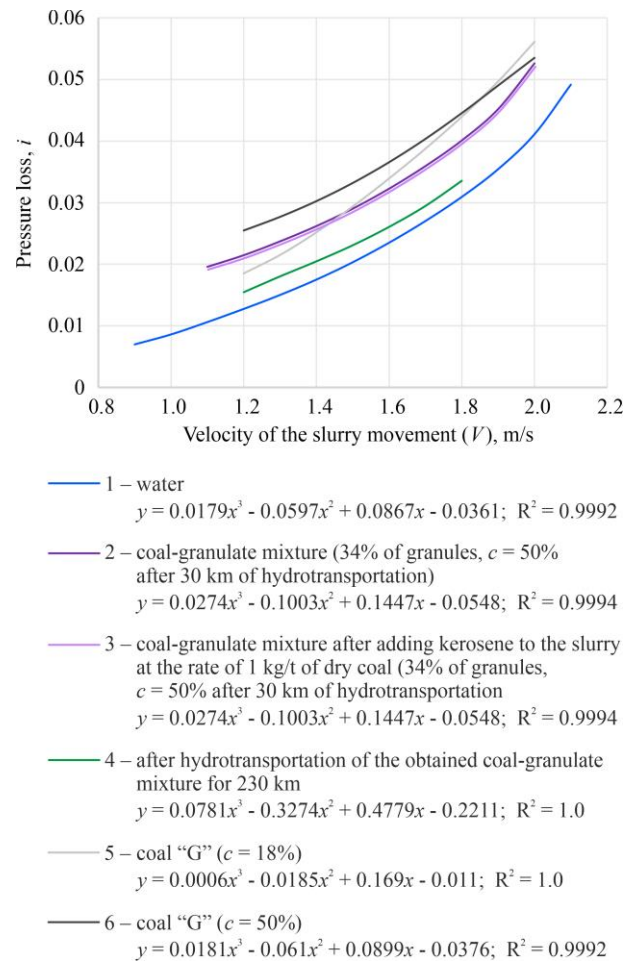 0.06
0.05
0.04
0.03
0.02
0.01
0
Pressure loss, i
0.8 1.0 1.2 1.4 1.6 1.8 2.0 2.2
Velocity of the slurry movement (V), m/s
1 – water
y = 0.0179x³ - 0.0597x² + 0.0867x - 0.0361; R² = 0.9992
2 – coal-granulate mixture (34% of granules, c = 50%
after 30 km of hydrotransportation)
y = 0.0274x³ - 0.1003x² + 0.1447x - 0.0548; R² = 0.9994
3 – coal-granulate mixture after adding kerosene to the slurry
at the rate of 1 kg/t of dry coal (34% of granules,
c = 50% after 30 km of hydrotransportation
y = 0.0274x³ - 0.1003x² + 0.1447x - 0.0548; R² = 0.9994
4 – after hydrotransportation of the obtained coal-granulate
mixture for 230 km
y = 0.0781x³ - 0.3274x² + 0.4779x - 0.2211; R² = 1.0
5 – coal “G” (c = 18%)
y = 0.0006x³ - 0.0185x² + 0.169x - 0.011; R² = 1.0
6 – coal “G” (c = 50%)
y = 0.0181x³ - 0.061x² + 0.0899x - 0.0376; R² = 0.9992